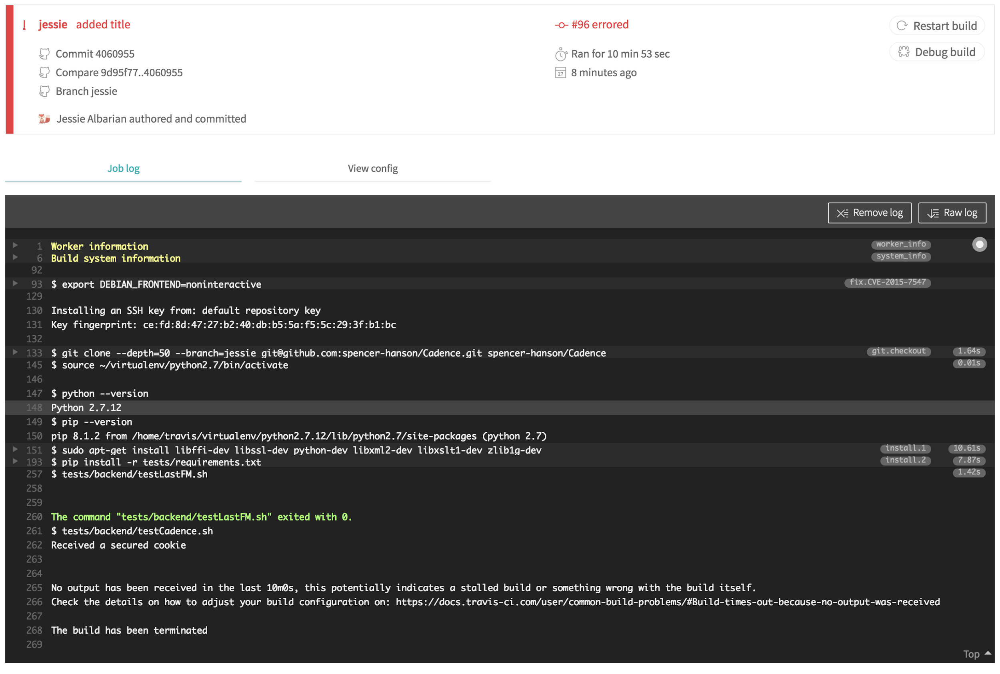 ! jessie added title
Commit 4060955
Compare 9d95f77..4060955
Branch jessie
Jessie Albarian authored and committed
#96 errored
Ran for 10 min 53 sec
27 8 minutes ago
Restart build
Debug build
Job log
View config
Remove log
Raw log
1 Worker information worker_info
6 Build system information system_info
92
93 $ export DEBIAN_FRONTEND=noninteractive fix.CVE-2015-7547
129
130 Installing an SSH key from: default repository key
131 Key fingerprint: ce:fd:8d:47:27:b2:40:db:b5:5a:f5:5c:29:3f:b1:bc
132
133 $ git clone --depth=50 --branch=jessie git@github.com:spencer-hanson/Cadence.git spencer-hanson/Cadence git.checkout 1.64s
145 $ source ~/virtualenv/python2.7/bin/activate 0.01s
146
147 $ python --version
148 Python 2.7.12
149 $ pip --version
150 pip 8.1.2 from /home/travis/virtualenv/python2.7.12/lib/python2.7/site-packages (python 2.7)
151 $ sudo apt-get install libffi-dev libssl-dev python-dev libxml2-dev libxslt1-dev zlib1g-dev install.1 10.61s
193 $ pip install -r tests/requirements.txt install.2 7.87s
257 $ tests/backend/testLastFM.sh 1.42s
258
259
260 The command "tests/backend/testLastFM.sh" exited with 0.
261 $ tests/backend/testCadence.sh
262 Received a secured cookie
263
264
265 No output has been received in the last 10m0s, this potentially indicates a stalled build or something wrong with the build itself.
266 Check the details on how to adjust your build configuration on: https://docs.travis-ci.com/user/common-build-problems/#Build-times-out-because-no-output-was-received
267
268 The build has been terminated
269
Top